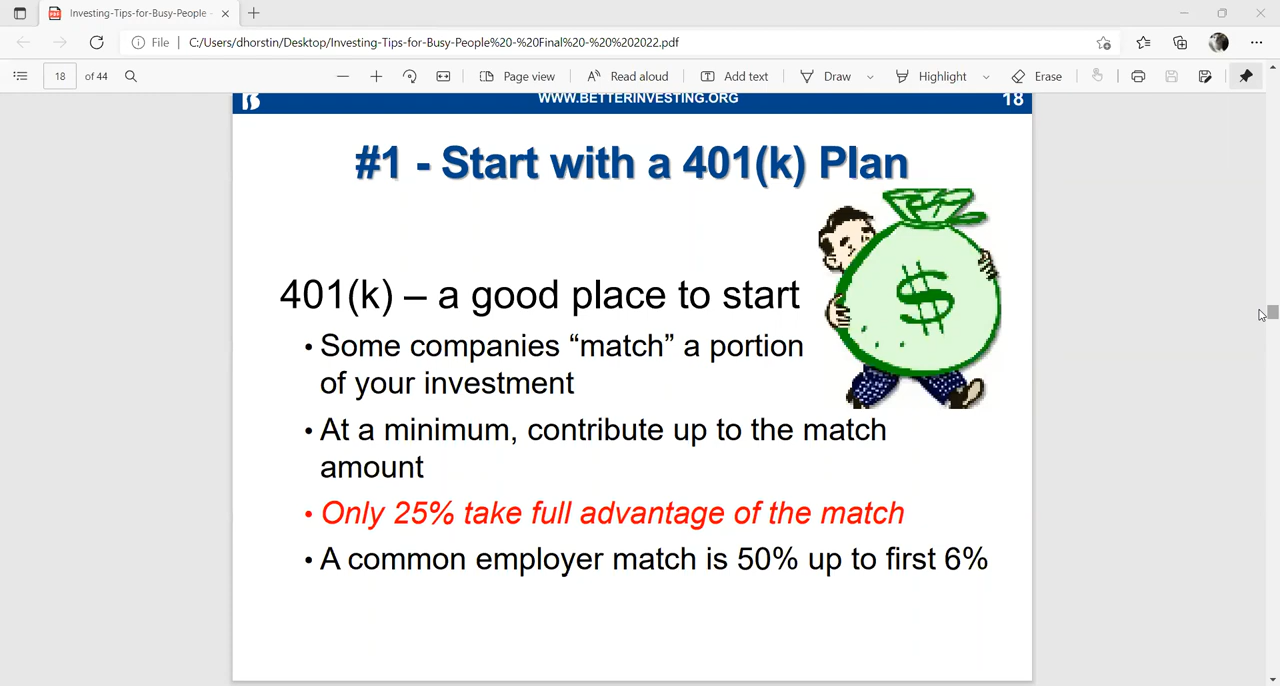 Investing-Tips-for-Busy-People -
File
C:/Users/dhorstin/Desktop/Investing-Tips-for-Busy-People%20-%20Final%20-%20%202022.pdf
18 of 44
Page view
Read aloud
Add text
Draw
Highlight
Erase
WWW.BETTERINVESTING.ORG
18
#1 - Start with a 401(k) Plan
$
401(k) – a good place to start
• Some companies “match” a portion
of your investment
• At a minimum, contribute up to the match
amount
• Only 25% take full advantage of the match
• A common employer match is 50% up to first 6%